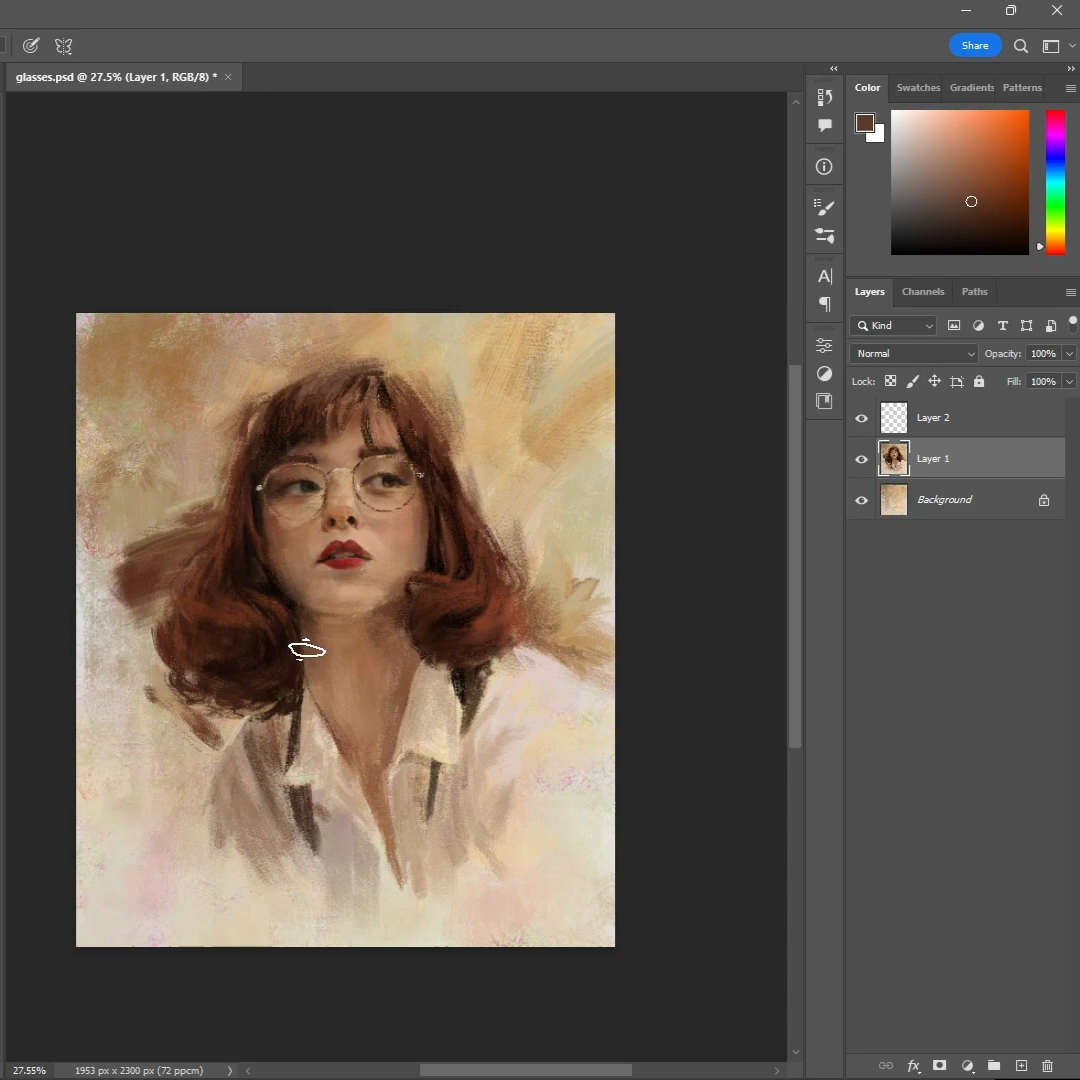 Share
glasses.psd @ 27.5% (Layer 1, RGB/8) *
Color Swatches Gradients Patterns
A
Layers Channels Paths
Kind
T
Normal Opacity: 100%
Lock: Fill: 100%
Layer 2
Layer 1
Background
fx
27.55% 1953 px x 2300 px (72 ppcm)